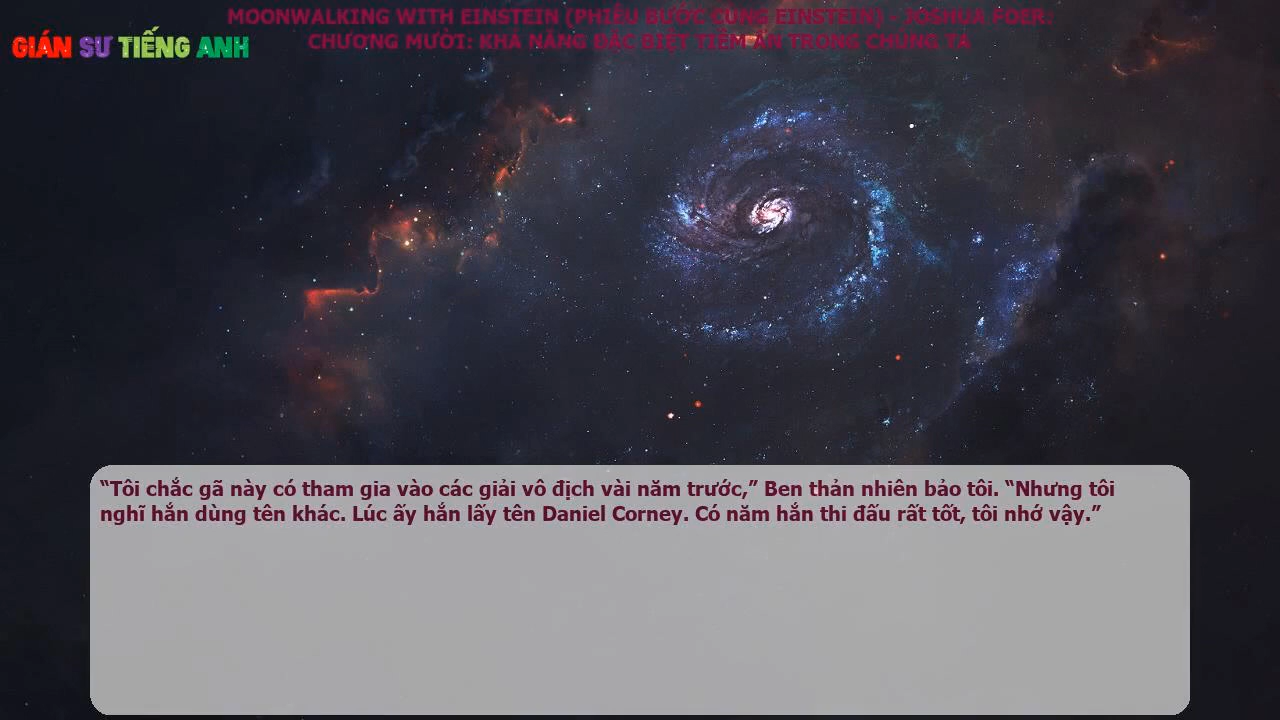 MOONWALKING WITH EINSTEIN (PHIÊU BƯỚC CÙNG EINSTEIN) - JOSHUA FOER:
CHƯƠNG MƯỜI: KHẢ NĂNG ĐẶC BIỆT TIỀM ẨN TRONG CHÚNG TA
GIÁN SƯ TIẾNG ANH
“Tôi chắc gã này có tham gia vào các giải vô địch vài năm trước,” Ben thản nhiên bảo tôi. “Nhưng tôi
nghĩ hắn dùng tên khác. Lúc ấy hắn lấy tên Daniel Corney. Có năm hắn thi đấu rất tốt, tôi nhớ vậy.”